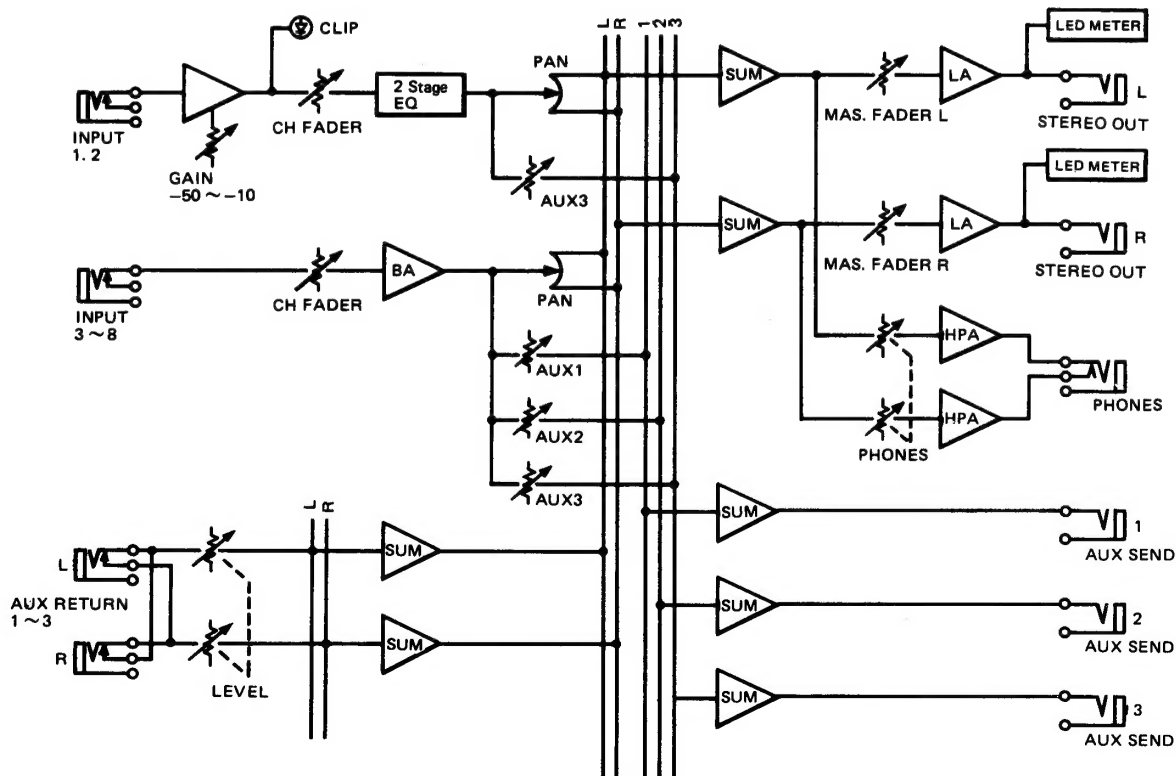 CLIP
L
R
1
2
3
LED METER
PAN
SUM
LA
L
2 Stage
EQ
INPUT
1. 2
CH FADER
MAS. FADER L
STEREO OUT
GAIN
-50 ~ -10
AUX3
LED METER
SUM
LA
R
MAS. FADER R
STEREO OUT
BA
INPUT
3 ~ 8
CH FADER
PAN
HPA
AUX1
PHONES
HPA
AUX2
PHONES
AUX3
L
R
SUM
1
AUX SEND
L
SUM
AUX RETURN
1 ~ 3
SUM
2
AUX SEND
R
SUM
LEVEL
SUM
3
AUX SEND